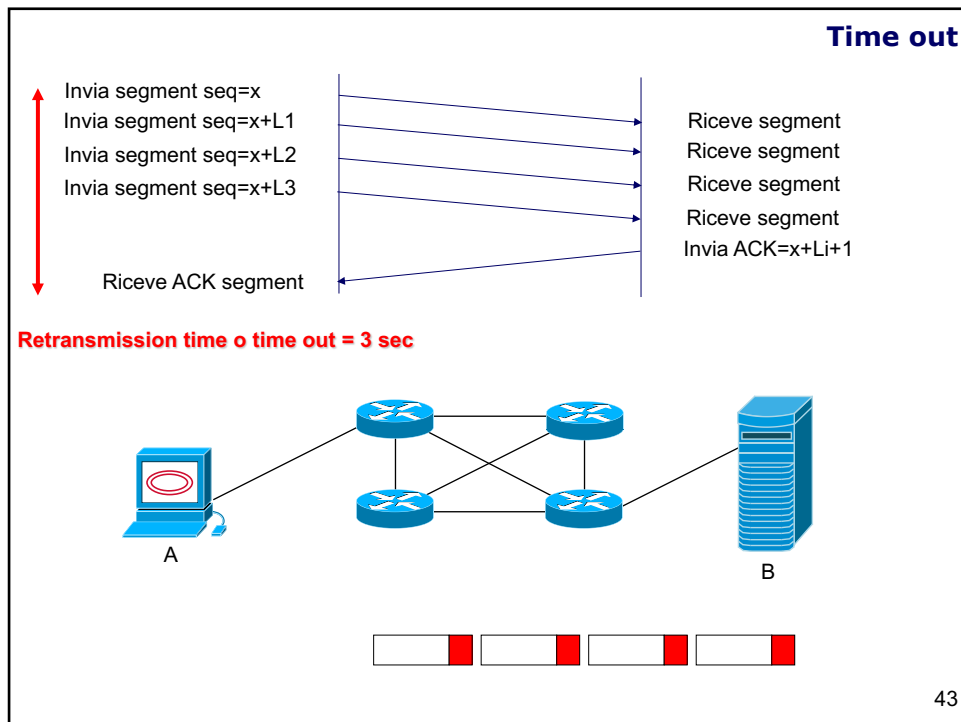 Time out
Invia segment seq=x
Invia segment seq=x+L1
Invia segment seq=x+L2
Invia segment seq=x+L3
Riceve segment
Riceve segment
Riceve segment
Riceve segment
Invia ACK=x+Li+1
Riceve ACK segment
Retransmission time o time out = 3 sec
A
B
43